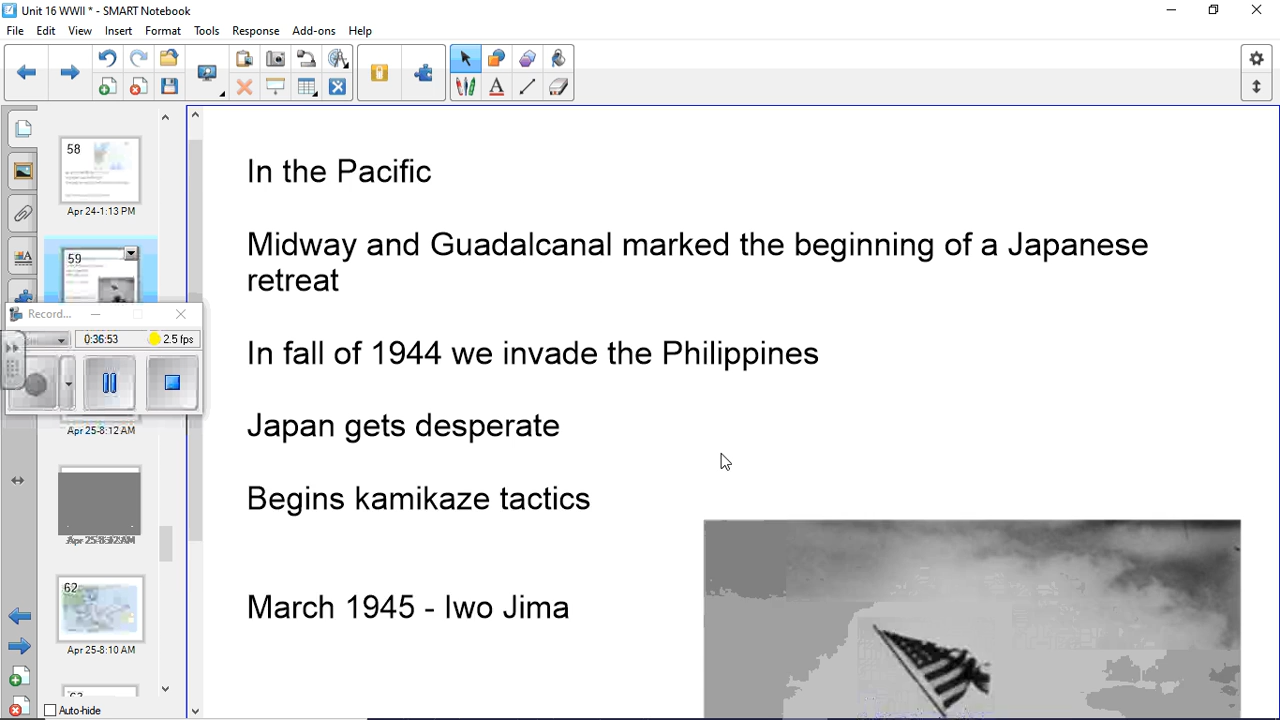 Unit 16 WWII * - SMART Notebook
File Edit View Insert Format Tools Response Add-ons Help
58
Apr 24-1:13 PM
59
Record...
0:36:53
2.5 fps
Apr 25-8:12 AM
62
Apr 25-8:10 AM
Auto-hide
In the Pacific
Midway and Guadalcanal marked the beginning of a Japanese
retreat
In fall of 1944 we invade the Philippines
Japan gets desperate
Begins kamikaze tactics
March 1945 - Iwo Jima